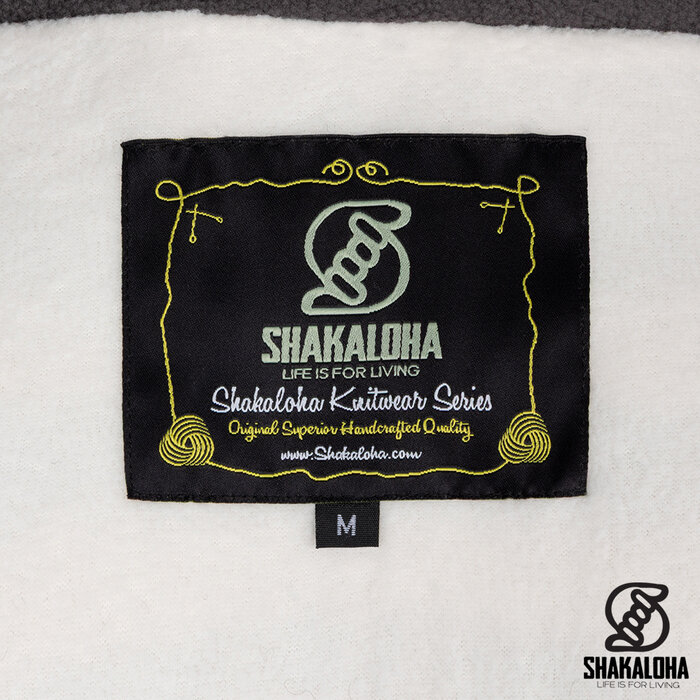 SHAKALOHA
LIFE IS FOR LIVING
Shakaloha Knitwear Series
Original Superior Handcrafted Quality
www.Shakaloha.com
M
SHAKALOHA
LIFE IS FOR LIVING